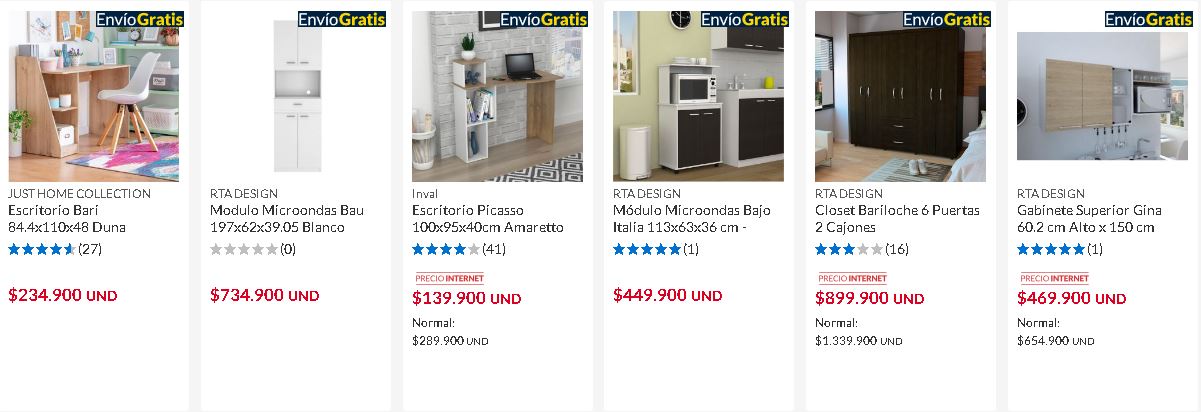 EnvíoGratis
JUST HOME COLLECTION
Escritorio Bari
84.4x110x48 Duna
(27)
$234.900 UND
EnvíoGratis
RTA DESIGN
Modulo Microondas Bau
197x62x39.05 Blanco
(0)
$734.900 UND
EnvíoGratis
Inval
Escritorio Picasso
100x95x40cm Amaretto
(41)
PRECIO INTERNET
$139.900 UND
Normal:
$289.900 UND
EnvíoGratis
RTA DESIGN
Módulo Microondas Bajo
Italia 113x63x36 cm -
(1)
$449.900 UND
EnvíoGratis
RTA DESIGN
Closet Bariloche 6 Puertas
2 Cajones
(16)
PRECIO INTERNET
$899.900 UND
Normal:
$1.339.900 UND
EnvíoGratis
RTA DESIGN
Gabinete Superior Gina
60.2 cm Alto x 150 cm
(1)
PRECIO INTERNET
$469.900 UND
Normal:
$654.900 UND